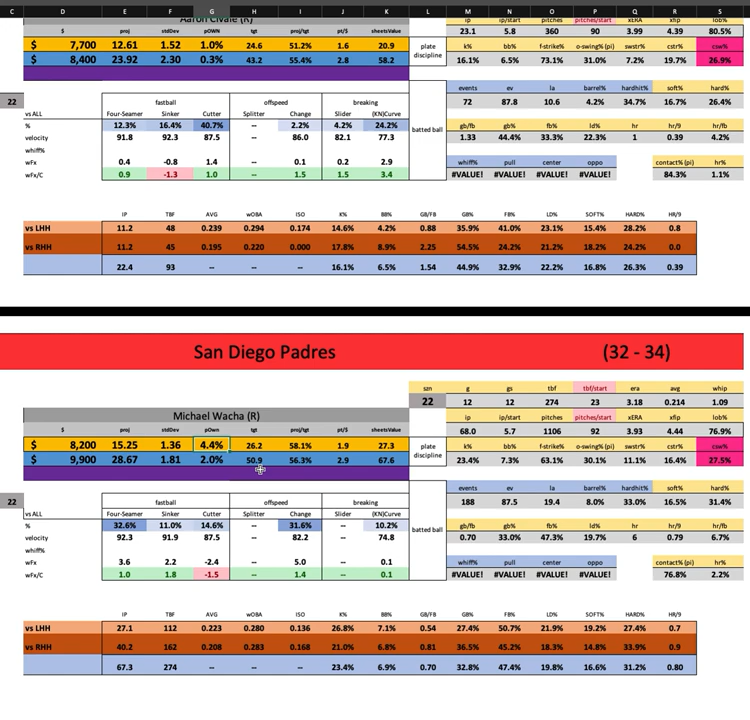 C D E F G H I J K L M N O P Q R S
Aaron Civale (R) ip ip/start pitches pitches/start xERA xfip lob%
$ proj stdDev pOWN tgt proj/tgt pt/$ sheetsValue 23.1 5.8 360 90 3.99 4.39 80.5%
$ 7,700 12.61 1.52 1.0% 24.6 51.2% 1.6 20.9 plate discipline k% bb% f-strike% o-swing% (pi) swstr% cstr% csw%
$ 8,400 23.92 2.30 0.3% 43.2 55.4% 2.8 58.2 16.1% 6.5% 73.1% 31.0% 7.2% 19.7% 26.9%
events ev la barrel% hardhit% soft% hard%
22 fastball offspeed breaking 72 87.8 10.6 4.2% 34.7% 16.7% 26.4%
vs ALL Four-Seamer Sinker Cutter Splitter Change Slider (KN)Curve
% 12.3% 16.4% 40.7% -- 2.2% 4.2% 24.2% batted ball gb/fb gb% fb% ld% hr hr/9 hr/fb
velocity 91.8 92.3 87.5 -- 86.0 82.1 77.3 1.33 44.4% 33.3% 22.3% 1 0.39 4.2%
whiff%
wFx 0.4 -0.8 1.4 -- 0.1 0.2 2.9 whiff% pull center oppo contact% (pi) hr%
wFx/C 0.9 -1.3 1.0 -- 1.5 1.5 3.4 #VALUE! #VALUE! #VALUE! #VALUE! 84.3% 1.1%
IP TBF AVG wOBA ISO K% BB% GB/FB GB% FB% LD% SOFT% HARD% HR/9
vs LHH 11.2 48 0.239 0.294 0.174 14.6% 4.2% 0.88 35.9% 41.0% 23.1% 15.4% 28.2% 0.8
vs RHH 11.2 45 0.195 0.220 0.000 17.8% 8.9% 2.25 54.5% 24.2% 21.2% 18.2% 24.2% 0.0
22.4 93 -- -- -- 16.1% 6.5% 1.54 44.9% 32.9% 22.2% 16.8% 26.3% 0.39
San Diego Padres (32 - 34)
szn g gs tbf tbf/start era avg whip
22 12 12 274 23 3.18 0.214 1.09
Michael Wacha (R) ip ip/start pitches pitches/start xERA xfip lob%
$ proj stdDev pOwn tgt proj/tgt pt/$ sheetsValue 68.0 5.7 1106 92 3.93 4.44 76.9%
$ 8,200 15.25 1.36 4.4% 26.2 58.1% 1.9 27.3 plate discipline k% bb% f-strike% o-swing% (pi) swstr% cstr% csw%
$ 9,900 28.67 1.81 2.0% 50.9 56.3% 2.9 67.6 23.4% 7.3% 63.1% 30.1% 11.1% 16.4% 27.5%
events ev la barrel% hardhit% soft% hard%
22 fastball offspeed breaking 188 87.5 19.4 8.0% 33.0% 16.5% 31.4%
vs ALL Four-Seamer Sinker Cutter Splitter Change Slider (KN)Curve
% 32.6% 11.0% 14.6% -- 31.6% -- 10.2% batted ball gb/fb gb% fb% ld% hr hr/9 hr/fb
velocity 92.3 91.9 87.5 -- 82.2 -- 74.8 0.70 33.0% 47.3% 19.7% 6 0.79 6.7%
whiff%
wFx 3.6 2.2 -2.4 -- 5.0 -- 0.1 whiff% pull center oppo contact% (pi) hr%
wFx/C 1.0 1.8 -1.5 -- 1.4 -- 0.1 #VALUE! #VALUE! #VALUE! #VALUE! 76.8% 2.2%
IP TBF AVG wOBA ISO K% BB% GB/FB GB% FB% LD% SOFT% HARD% HR/9
vs LHH 27.1 112 0.223 0.280 0.136 26.8% 7.1% 0.54 27.4% 50.7% 21.9% 19.2% 27.4% 0.7
vs RHH 40.2 162 0.208 0.283 0.168 21.0% 6.8% 0.81 36.5% 45.2% 18.3% 14.8% 33.9% 0.9
67.3 274 -- -- -- 23.4% 6.9% 0.70 32.8% 47.4% 19.8% 16.6% 31.2% 0.80